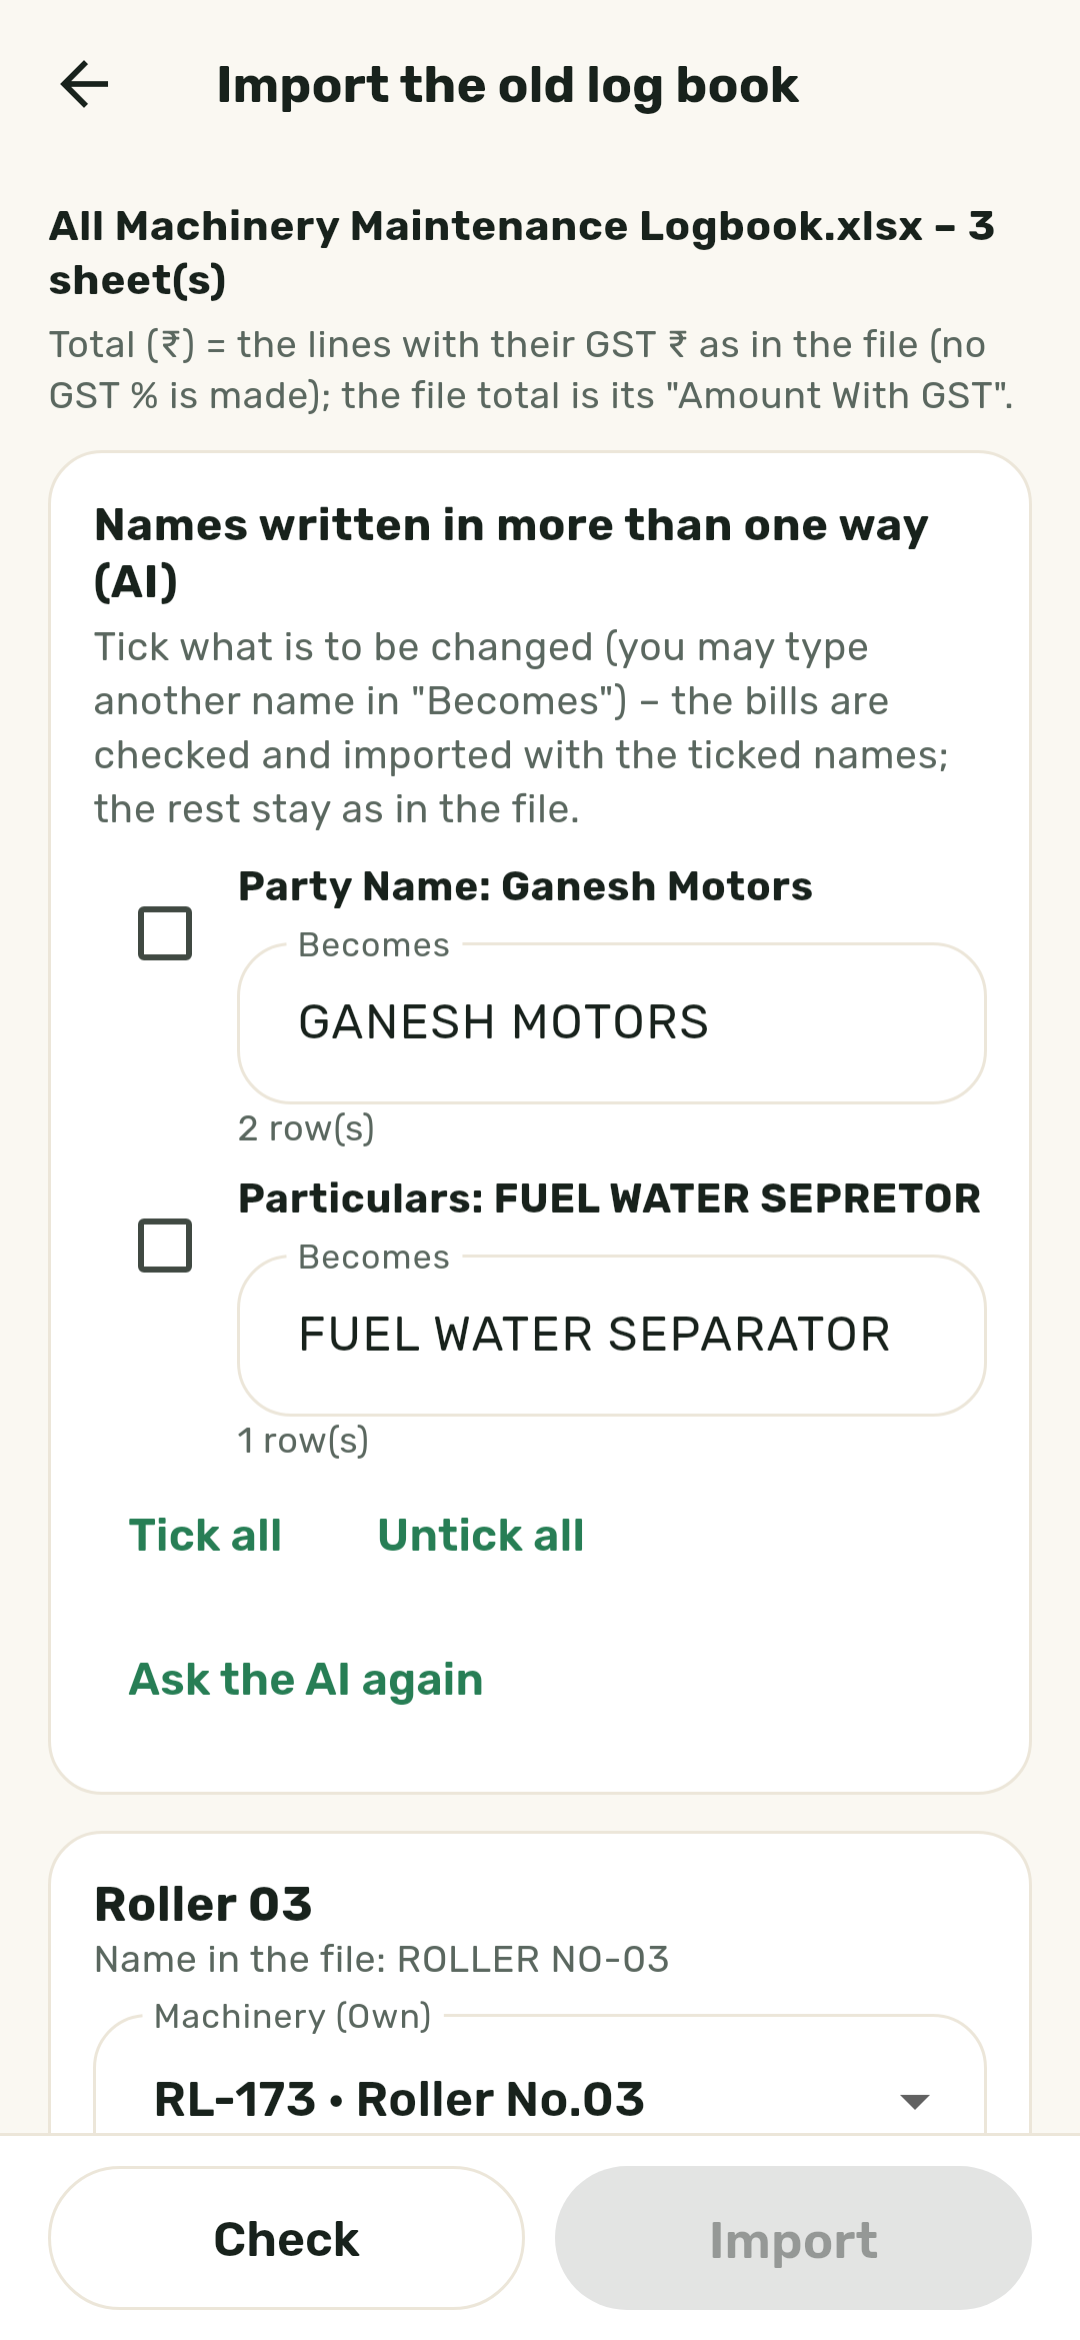 Import the old log book
All Machinery Maintenance Logbook.xlsx – 3
sheet(s)
Total (₹) = the lines with their GST ₹ as in the file (no
GST % is made); the file total is its "Amount With GST".
Names written in more than one way
(AI)
Tick what is to be changed (you may type
another name in "Becomes") – the bills are
checked and imported with the ticked names;
the rest stay as in the file.
Party Name: Ganesh Motors
Becomes
GANESH MOTORS
2 row(s)
Particulars: FUEL WATER SEPRETOR
Becomes
FUEL WATER SEPARATOR
1 row(s)
Tick all Untick all
Ask the AI again
Roller 03
Name in the file: ROLLER NO-03
Machinery (Own)
RL-173 • Roller No.03
Check Import